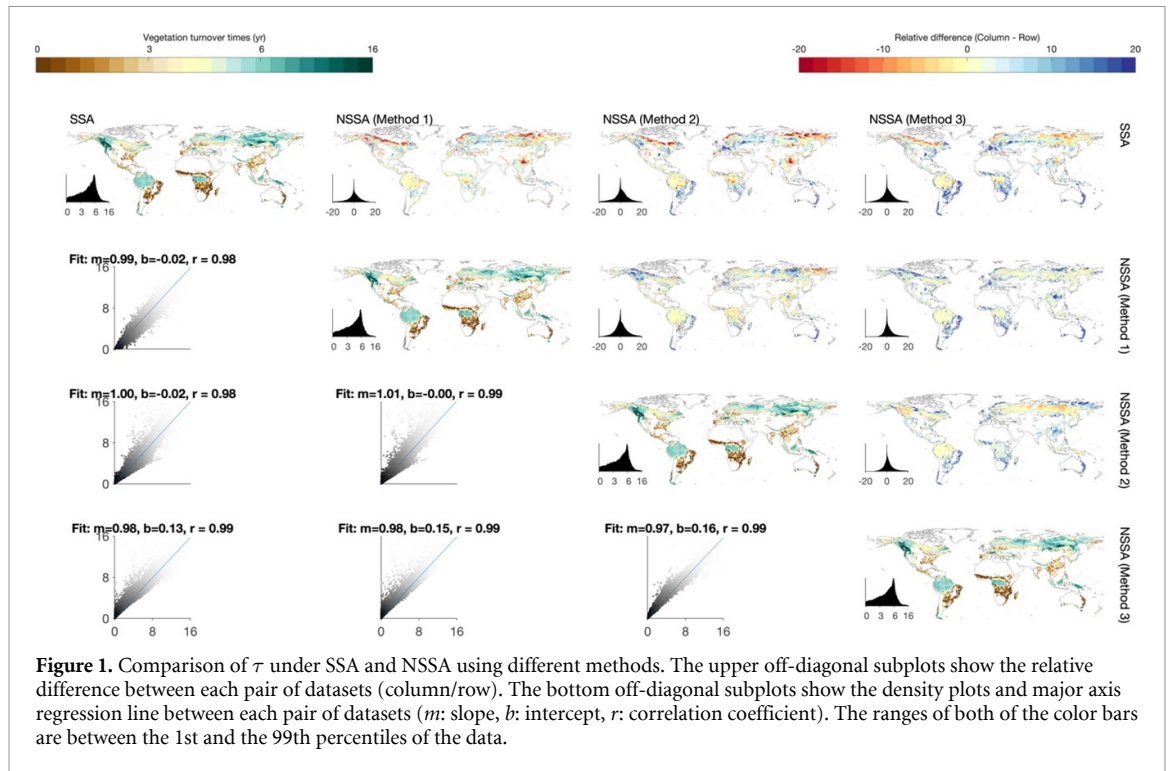 Vegetation turnover times (yr)
0 3 6 16
Relative difference (Column - Row)
-20 -10 0 10 20
SSA
NSSA (Method 1)
NSSA (Method 2)
NSSA (Method 3)
SSA
0 3 6 16
-20 0 20
-20 0 20
-20 0 20
Fit: m=0.99, b=-0.02, r = 0.98
16
8
0
0 3 6 16
-20 0 20
-20 0 20
NSSA (Method 1)
Fit: m=1.00, b=-0.02, r = 0.98
16
8
0
Fit: m=1.01, b=-0.00, r = 0.99
16
8
0
0 3 6 16
-20 0 20
NSSA (Method 2)
Fit: m=0.98, b=0.13, r = 0.99
16
8
0
0 8 16
Fit: m=0.98, b=0.15, r = 0.99
16
8
0
0 8 16
Fit: m=0.97, b=0.16, r = 0.99
16
8
0
0 8 16
0 3 6 16
NSSA (Method 3)
Figure 1. Comparison of τ under SSA and NSSA using different methods. The upper off-diagonal subplots show the relative
difference between each pair of datasets (column/row). The bottom off-diagonal subplots show the density plots and major axis
regression line between each pair of datasets (m: slope, b: intercept, r: correlation coefficient). The ranges of both of the color bars
are between the 1st and the 99th percentiles of the data.